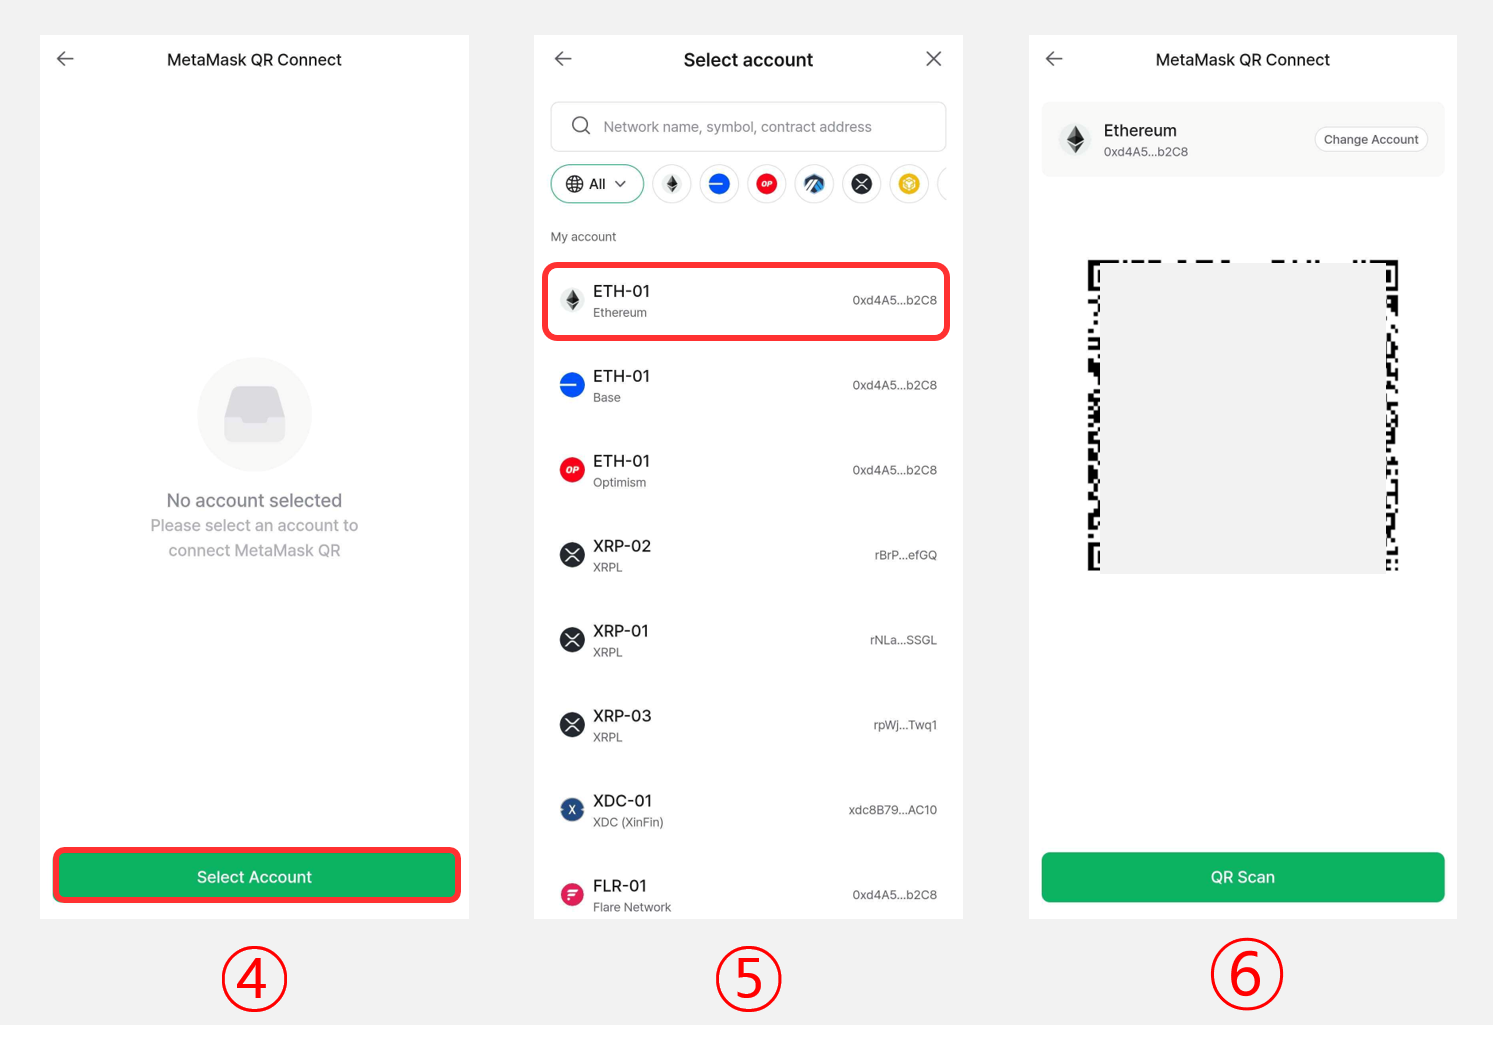 MetaMask QR Connect
No account selected
Please select an account to
connect MetaMask QR
Select Account
④
Select account
Network name, symbol, contract address
All
OP
My account
ETH-01
Ethereum
0xd4A5...b2C8
ETH-01
Base
0xd4A5...b2C8
OP
ETH-01
Optimism
0xd4A5...b2C8
XRP-02
XRPL
rBrP...efGQ
XRP-01
XRPL
rNLa...SSGL
XRP-03
XRPL
rpWj...Twq1
X
XDC-01
XDC (XinFin)
xdc8B79...AC10
FLR-01
Flare Network
0xd4A5...b2C8
⑤
MetaMask QR Connect
Ethereum
0xd4A5...b2C8
Change Account
QR Scan
⑥